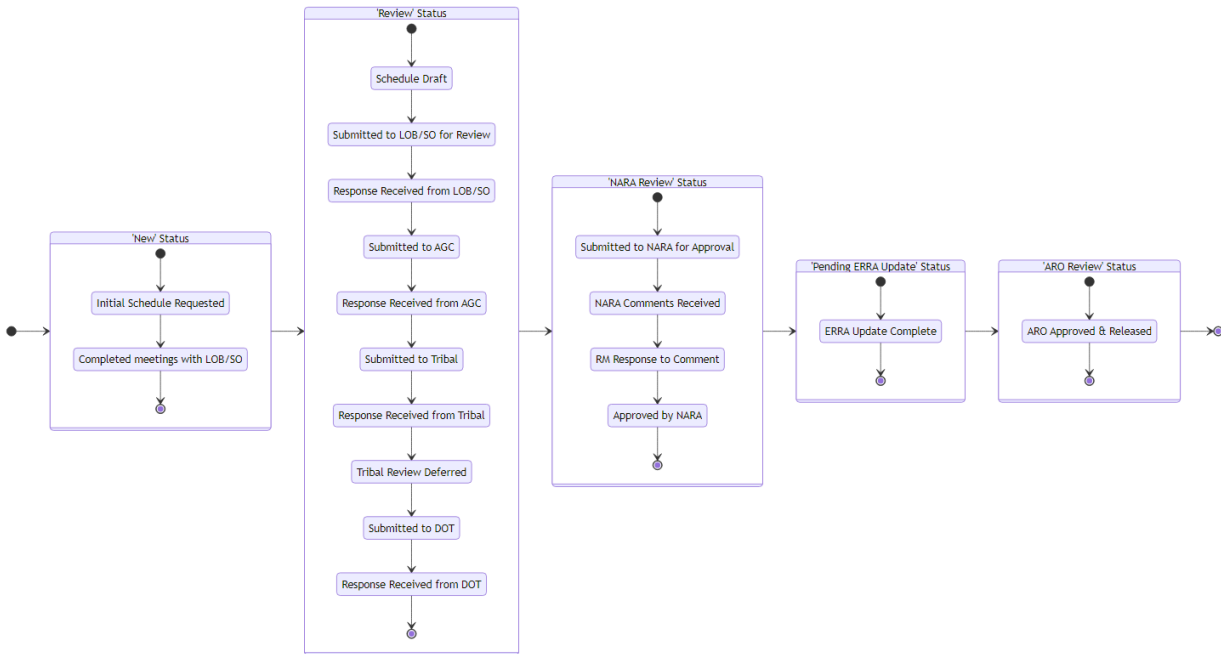 'New' Status
Initial Schedule Requested
Completed meetings with LOB/SO
'Review' Status
Schedule Draft
Submitted to LOB/SO for Review
Response Received from LOB/SO
Submitted to AGC
Response Received from AGC
Submitted to Tribal
Response Received from Tribal
Tribal Review Deferred
Submitted to DOT
Response Received from DOT
'NARA Review' Status
Submitted to NARA for Approval
NARA Comments Received
RM Response to Comment
Approved by NARA
'Pending ERRA Update' Status
ERRA Update Complete
'ARO Review' Status
ARO Approved & Released